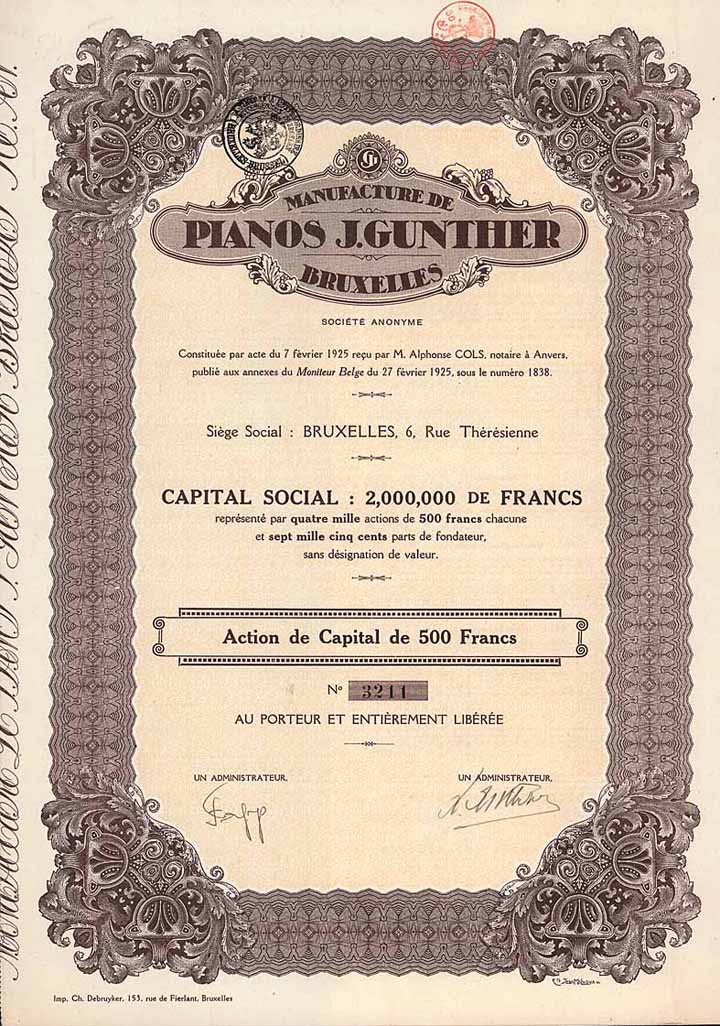 MANUFACTURE DE
PIANOS J. GUNTHER
BRUXELLES
SOCIÉTÉ ANONYME
Constituée par acte du 7 février 1925 reçu par M. Alphonse COLS, notaire à Anvers,
publié aux annexes du Moniteur Belge du 27 février 1925, sous le numéro 1838.
Siège Social : BRUXELLES, 6, Rue Thérésienne
CAPITAL SOCIAL : 2,000,000 DE FRANCS
représenté par quatre mille actions de 500 francs chacune
et sept mille cinq cents parts de fondateur,
sans désignation de valeur.
Action de Capital de 500 Francs
No 3211
AU PORTEUR ET ENTIÈREMENT LIBÉRÉE
UN ADMINISTRATEUR. UN ADMINISTRATEUR.
Imp. Ch. Debruyker, 153, rue de Fierlant, Bruxelles